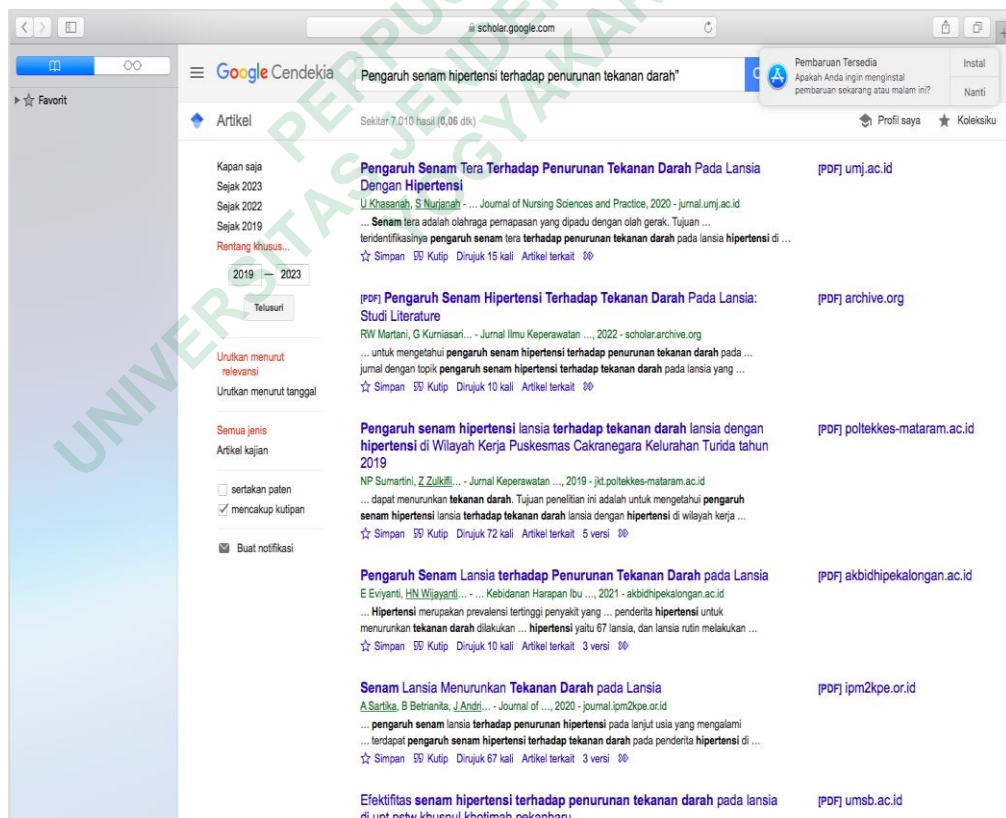 scholar.google.com
Favorit
Google Cendekia
Pengaruh senam hipertensi terhadap penurunan tekanan darah"
Pembaruan Tersedia
Apakah Anda ingin menginstal
pembaruan sekarang atau malam ini?
Instal
Nanti
Artikel
Sekitar 7.010 hasil (0,06 dtk)
Profil saya
Koleksiku
Kapan saja
Sejak 2023
Sejak 2022
Sejak 2019
Rentang khusus...
2019 — 2023
Telusuri
Urutkan menurut
relevansi
Urutkan menurut tanggal
Semua jenis
Artikel kajian
sertakan paten
mencakup kutipan
Buat notifikasi
Pengaruh Senam Tera Terhadap Penurunan Tekanan Darah Pada Lansia
Dengan Hipertensi
U Khasanah, S Nurjanah - … Journal of Nursing Sciences and Practice, 2020 - jurnal.umj.ac.id
… Senam tera adalah olahraga pernapasan yang dipadu dengan olah gerak. Tujuan …
teridentifikasinya pengaruh senam tera terhadap penurunan tekanan darah pada lansia hipertensi di …
Simpan Kutip Dirujuk 15 kali Artikel terkait
[PDF] umj.ac.id
[PDF] Pengaruh Senam Hipertensi Terhadap Tekanan Darah Pada Lansia:
Studi Literature
RW Martani, G Kurniasari… - Jurnal Ilmu Keperawatan …, 2022 - scholar.archive.org
… untuk mengetahui pengaruh senam hipertensi terhadap penurunan tekanan darah pada …
jurnal dengan topik pengaruh senam hipertensi terhadap tekanan darah pada lansia yang …
Simpan Kutip Dirujuk 10 kali Artikel terkait
[PDF] archive.org
Pengaruh senam hipertensi lansia terhadap tekanan darah lansia dengan
hipertensi di Wilayah Kerja Puskesmas Cakranegara Kelurahan Turida tahun
2019
NP Sumartini, Z Zulkifli… - Jurnal Keperawatan …, 2019 - jkt.poltekkes-mataram.ac.id
… dapat menurunkan tekanan darah. Tujuan penelitian ini adalah untuk mengetahui pengaruh
senam hipertensi lansia terhadap tekanan darah lansia dengan hipertensi di wilayah kerja …
Simpan Kutip Dirujuk 72 kali Artikel terkait 5 versi
[PDF] poltekkes-mataram.ac.id
Pengaruh Senam Lansia terhadap Penurunan Tekanan Darah pada Lansia
E Eviyanti, HN Wijayanti… - … Kebidanan Harapan Ibu …, 2021 - akbidhipekalongan.ac.id
… Hipertensi merupakan prevalensi tertinggi penyakit yang … penderita hipertensi untuk
menurunkan tekanan darah dilakukan … hipertensi yaitu 67 lansia, dan lansia rutin melakukan …
Simpan Kutip Dirujuk 10 kali Artikel terkait 3 versi
[PDF] akbidhipekalongan.ac.id
Senam Lansia Menurunkan Tekanan Darah pada Lansia
A Sartika, B Betrianita, J Andri… - Journal of …, 2020 - journal.ipm2kpe.or.id
… pengaruh senam lansia terhadap penurunan hipertensi pada lanjut usia yang mengalami
… terdapat pengaruh senam hipertensi terhadap tekanan darah pada penderita hipertensi di …
Simpan Kutip Dirujuk 67 kali Artikel terkait 3 versi
[PDF] ipm2kpe.or.id
Efektifitas senam hipertensi terhadap penurunan tekanan darah pada lansia
di upt pstw khusnul khotimah pekanbaru
[PDF] umsb.ac.id